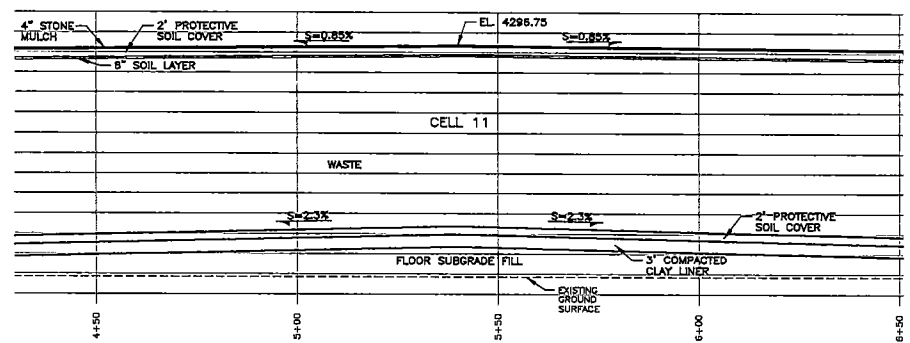 4" STONE
MULCH
2' PROTECTIVE
SOIL COVER
S=0.85%
EL. 4296.75
S=0.85%
6" SOIL LAYER
CELL 11
WASTE
S=2.3%
S=2.3%
2'-PROTECTIVE
SOIL COVER
FLOOR SUBGRADE FILL
3' COMPACTED
CLAY LINER
EXISTING
GROUND
SURFACE
4+50
5+00
5+50
6+00
6+50